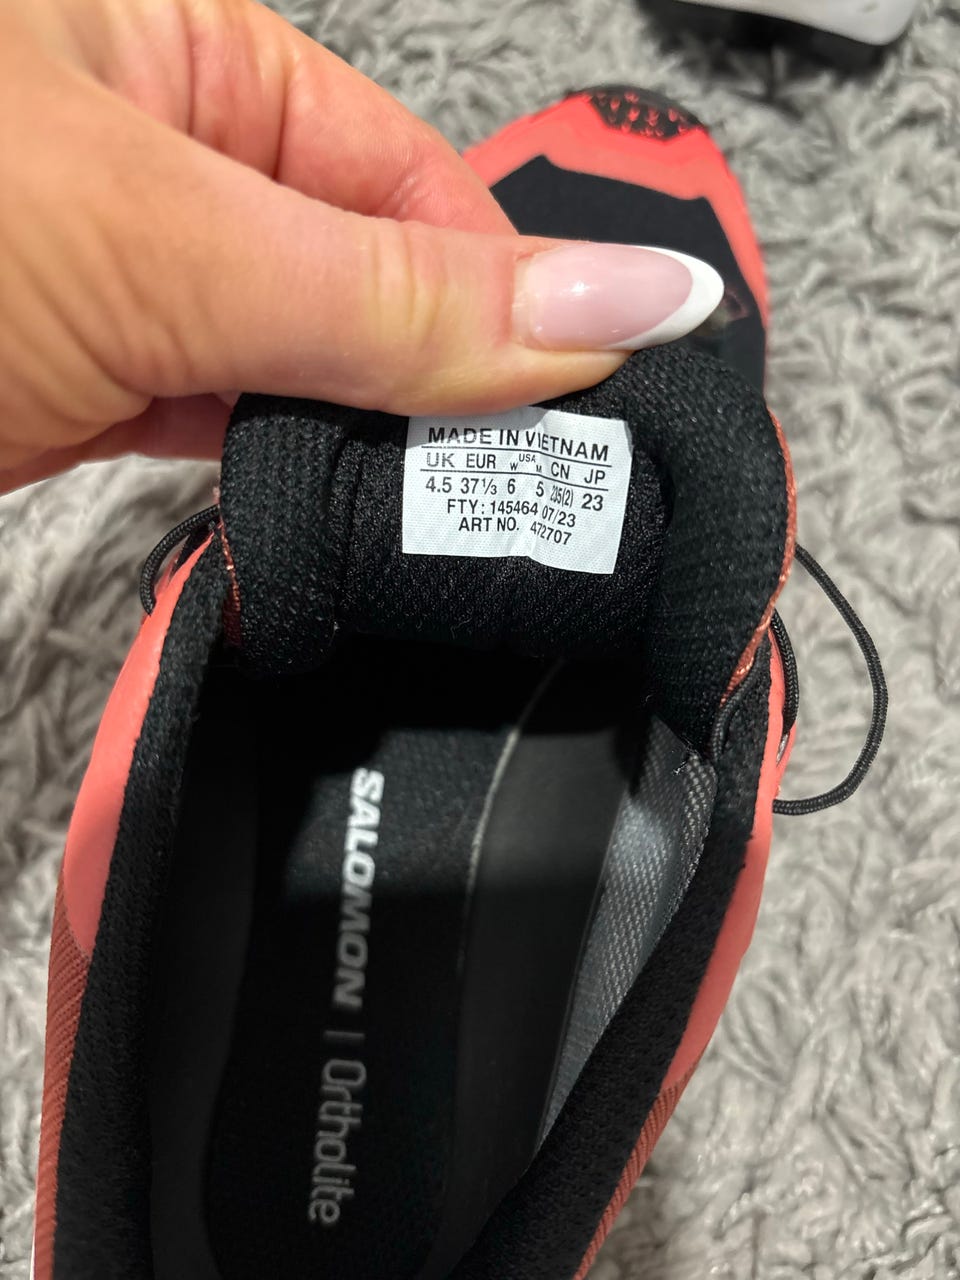 MADE IN VIETNAM
UK EUR USA W M CN JP
4.5 37⅓ 6 5 235(2) 23
FTY: 145464 07/23
ART NO. 472707
SALOMON | Ortholite